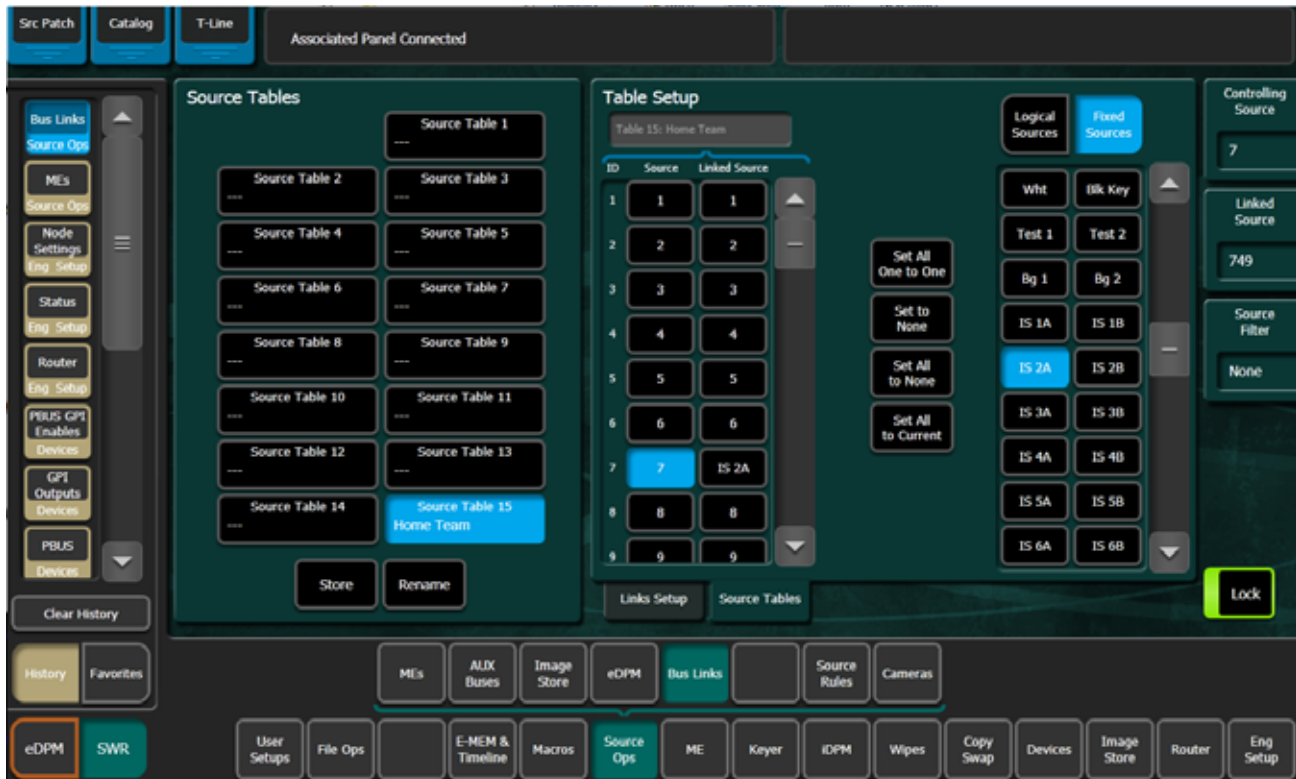 Src Patch
Catalog
T-Line
Associated Panel Connected
Bus Links
Source Ops
MEs
Source Ops
Node
Settings
Eng Setup
Status
Eng Setup
Router
Eng Setup
PBUS GPI
Enables
Devices
GPI
Outputs
Devices
PBUS
Devices
Clear History
History
Favorites
Source Tables
Source Table 1
---
Source Table 2
---
Source Table 3
---
Source Table 4
---
Source Table 5
---
Source Table 6
---
Source Table 7
---
Source Table 8
---
Source Table 9
---
Source Table 10
---
Source Table 11
---
Source Table 12
---
Source Table 13
---
Source Table 14
---
Source Table 15
Home Team
Store
Rename
Table Setup
Table 15: Home Team
ID Source Linked Source
1 1 1
2 2 2
3 3 3
4 4 4
5 5 5
6 6 6
7 7 IS 2A
8 8 8
9 9 9
Set All
One to One
Set to
None
Set All
to None
Set All
to Current
Logical
Sources
Fixed
Sources
Wht Blk Key
Test 1 Test 2
Bg 1 Bg 2
IS 1A IS 1B
IS 2A IS 2B
IS 3A IS 3B
IS 4A IS 4B
IS 5A IS 5B
IS 6A IS 6B
Links Setup
Source Tables
Controlling
Source
7
Linked
Source
749
Source
Filter
None
Lock
MEs
AUX
Buses
Image
Store
eDPM
Bus Links
Source
Rules
Cameras
eDPM
SWR
User
Setups
File Ops
E-MEM &
Timeline
Macros
Source
Ops
ME
Keyer
iDPM
Wipes
Copy
Swap
Devices
Image
Store
Router
Eng
Setup